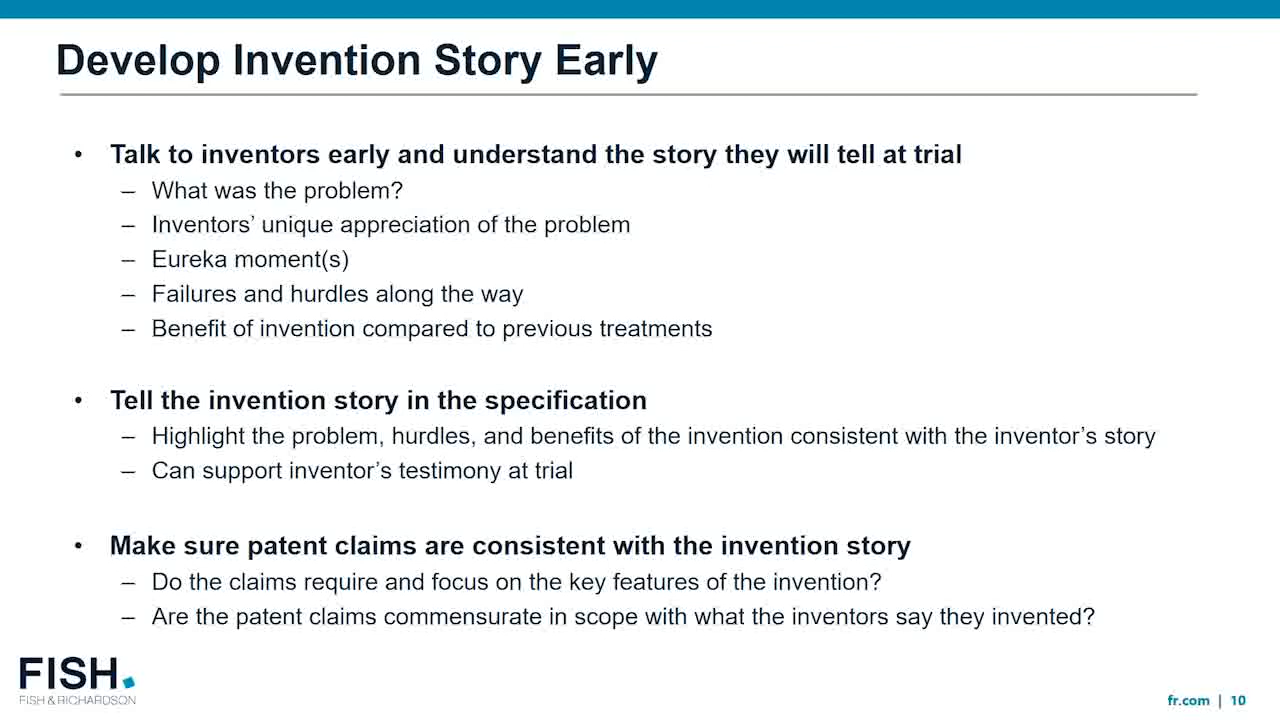 Develop Invention Story Early
• Talk to inventors early and understand the story they will tell at trial
– What was the problem?
– Inventors’ unique appreciation of the problem
– Eureka moment(s)
– Failures and hurdles along the way
– Benefit of invention compared to previous treatments
• Tell the invention story in the specification
– Highlight the problem, hurdles, and benefits of the invention consistent with the inventor’s story
– Can support inventor’s testimony at trial
• Make sure patent claims are consistent with the invention story
– Do the claims require and focus on the key features of the invention?
– Are the patent claims commensurate in scope with what the inventors say they invented?
FISH.
FISH & RICHARDSON
fr.com | 10